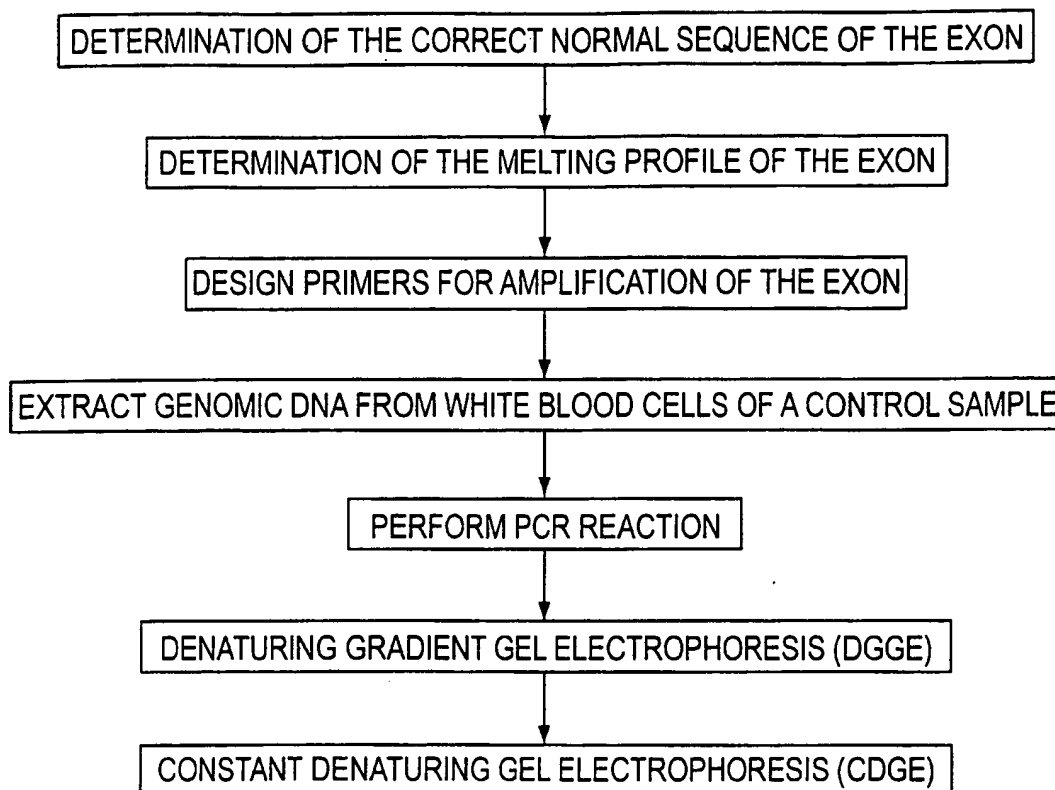 DETERMINATION OF THE CORRECT NORMAL SEQUENCE OF THE EXON
DETERMINATION OF THE MELTING PROFILE OF THE EXON
DESIGN PRIMERS FOR AMPLIFICATION OF THE EXON
EXTRACT GENOMIC DNA FROM WHITE BLOOD CELLS OF A CONTROL SAMPLE
PERFORM PCR REACTION
DENATURING GRADIENT GEL ELECTROPHORESIS (DGGE)
CONSTANT DENATURING GEL ELECTROPHORESIS (CDGE)